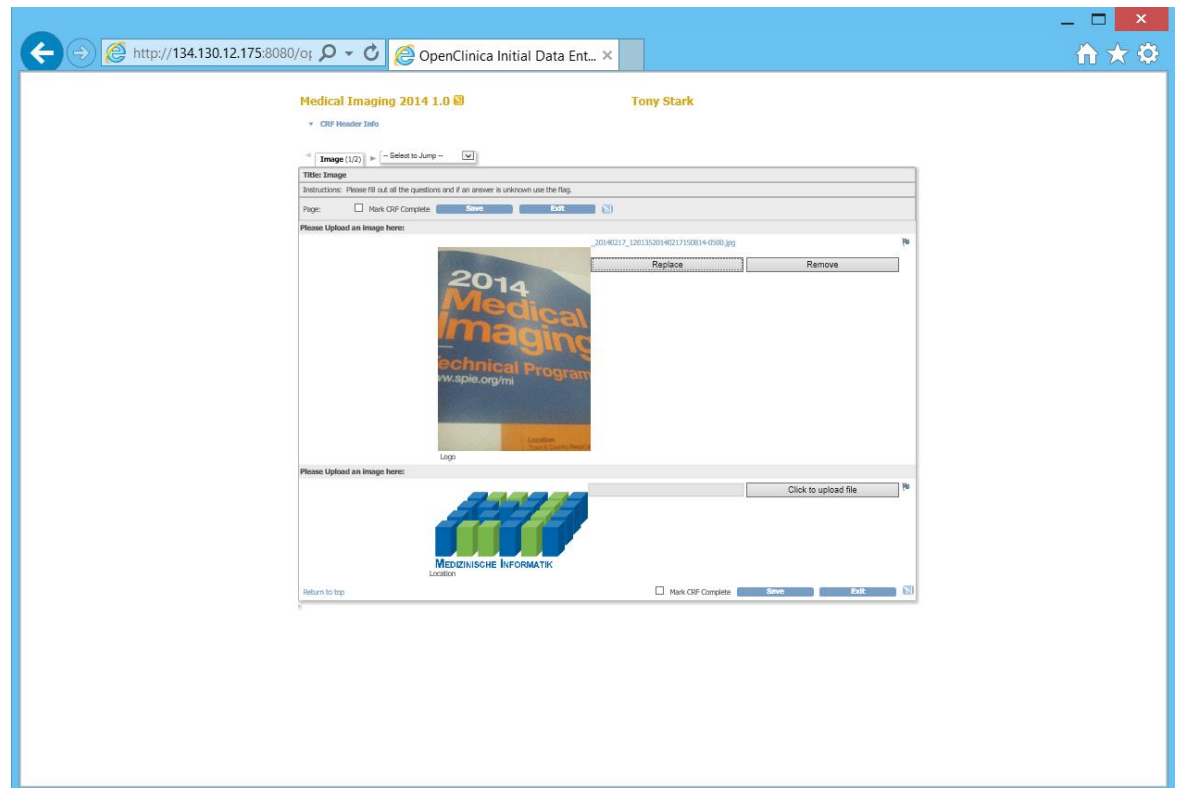 http://134.130.12.175:8080/op
OpenClinica Initial Data Ent...
Medical Imaging 2014 1.0
Tony Stark
CRF Header Info
Image (1/2)
-- Select to Jump --
Title: Image
Instructions: Please fill out all the questions and if an answer is unknown use the flag.
Page: Mark CRF Complete Save Exit
Please Upload an image here:
_20140217_12013520140217150814-0500.jpg
Replace Remove
2014
Medical
Imaging
Technical Program
www.spie.org/mi
Location
Logo
Please Upload an image here:
Click to upload file
MEDIZINISCHE INFORMATIK
Location
Return to top
Mark CRF Complete Save Exit